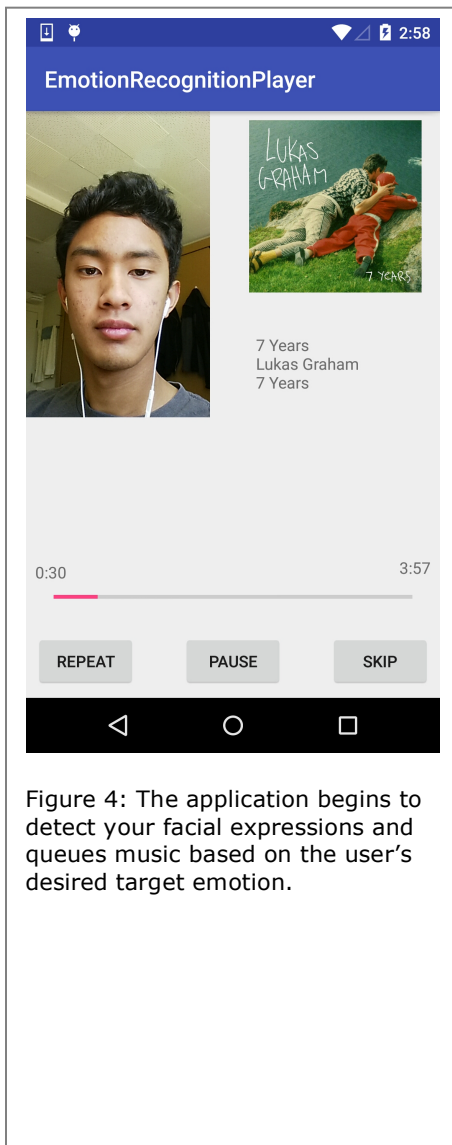 2:58
EmotionRecognitionPlayer
LUKAS
GRAHAM
7 YEARS
7 Years
Lukas Graham
7 Years
0:30
3:57
REPEAT PAUSE SKIP
Figure 4: The application begins to
detect your facial expressions and
queues music based on the user’s
desired target emotion.